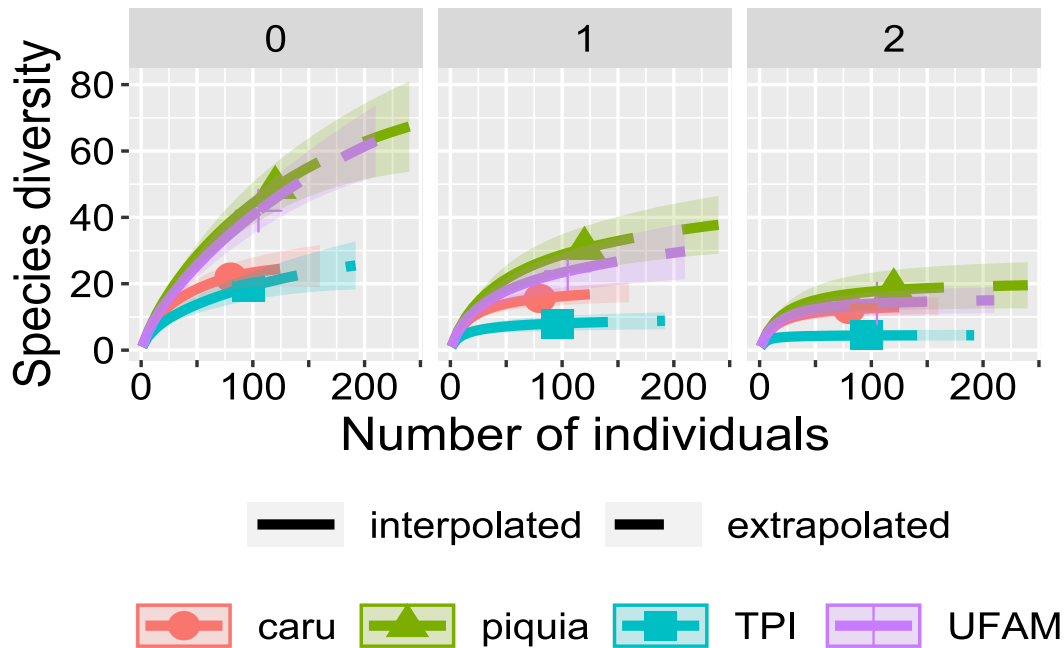 0 1 2
Species diversity
80
60
40
20
0
0 100 200 0 100 200 0 100 200
Number of individuals
interpolated extrapolated
caru piquia TPI UFAM